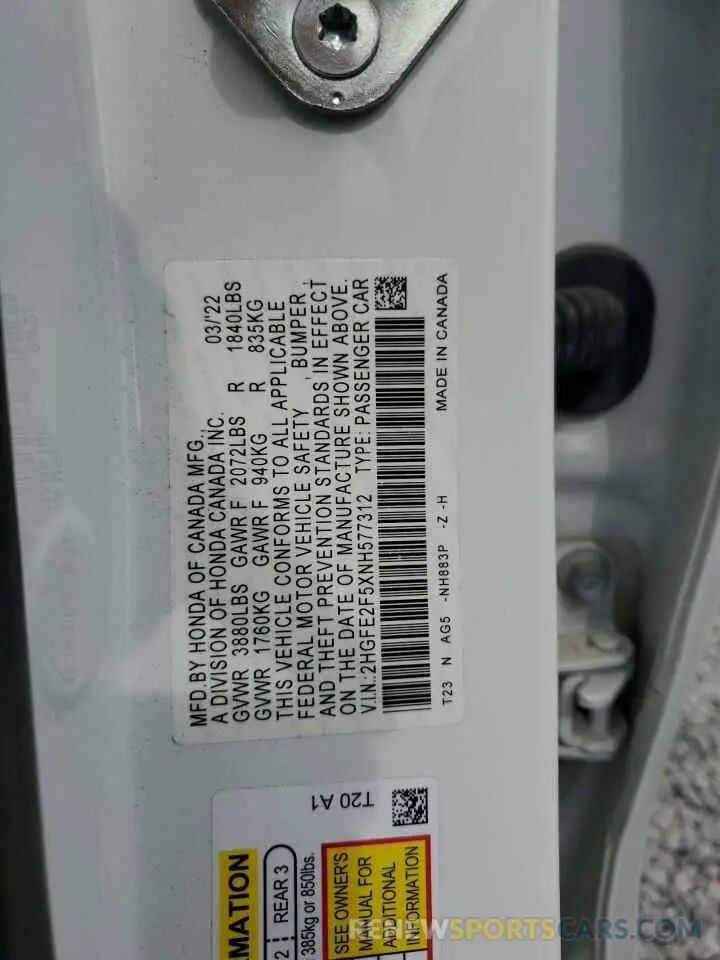 MFD.BY HONDA OF CANADA MFG., 03/'22
A DIVISION OF HONDA CANADA INC.
GVWR 3880LBS GAWR F 2072LBS R 1840LBS
GVWR 1760KG GAWR F 940KG R 835KG
THIS VEHICLE CONFORMS TO ALL APPLICABLE
FEDERAL MOTOR VEHICLE SAFETY , BUMPER ,
AND THEFT PREVENTION STANDARDS IN EFFECT
ON THE DATE OF MANUFACTURE SHOWN ABOVE.
V.I.N.: 2HGFE2F5XNH577312 TYPE: PASSENGER CAR
T23 N AG5 -NH883P -Z -H MADE IN CANADA
T20 A1
RMATION
2 REAR 3
385kg or 850lbs.
SEE OWNER'S
MANUAL FOR
ADDITIONAL
INFORMATION
RENEWSPORTSCARS.COM